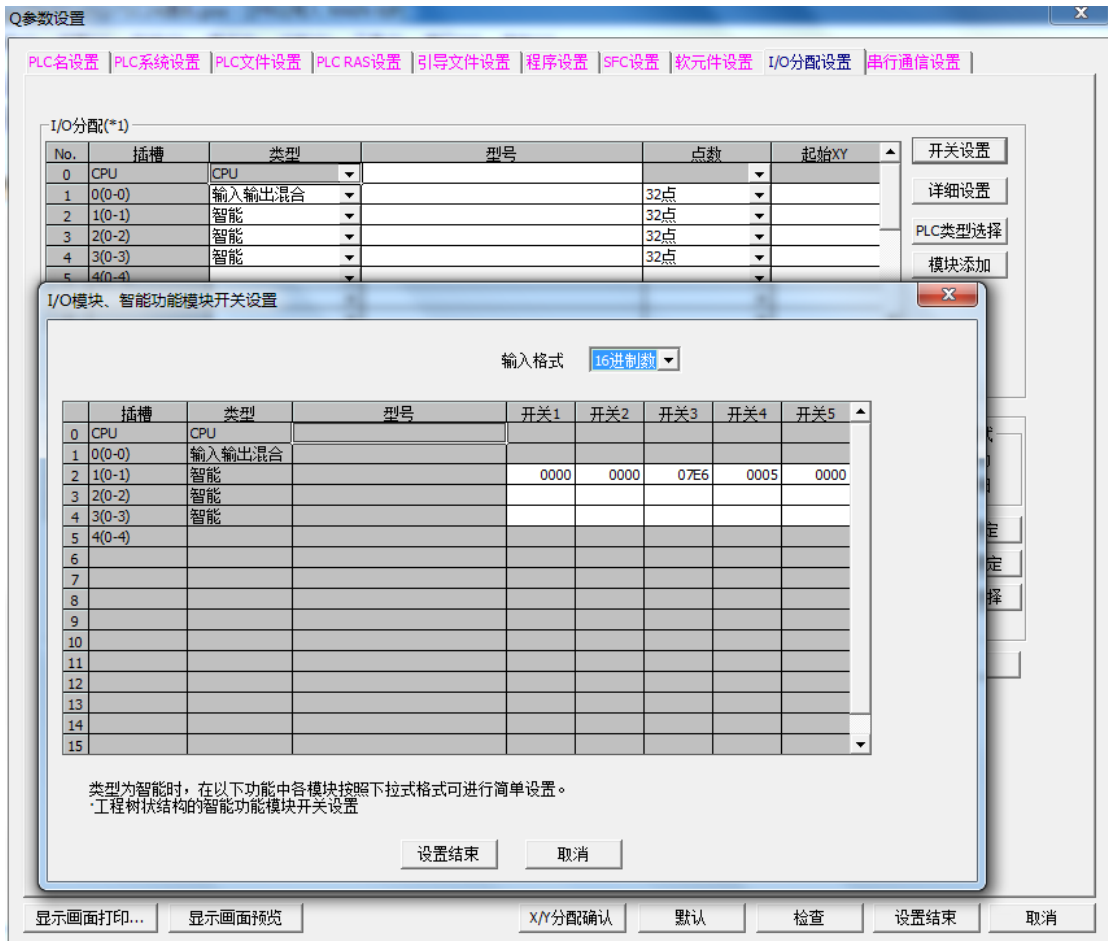 Q参数设置
PLC名设置 |PLC系统设置 |PLC文件设置 |PLC RAS设置 |引导文件设置 |程序设置 |SFC设置 |软元件设置 I/O分配设置 |串行通信设置 |
I/O分配(*1)
No. 插槽 类型 型号 点数 起始XY
0 CPU CPU
1 0(0-0) 输入输出混合 32点
2 1(0-1) 智能 32点
3 2(0-2) 智能 32点
4 3(0-3) 智能 32点
5 4(0-4)
开关设置
详细设置
PLC类型选择
模块添加
I/O模块、智能功能模块开关设置
输入格式 16进制数
插槽 类型 型号 开关1 开关2 开关3 开关4 开关5
0 CPU CPU
1 0(0-0) 输入输出混合
2 1(0-1) 智能 0000 0000 07E6 0005 0000
3 2(0-2) 智能
4 3(0-3) 智能
5 4(0-4)
6
7
8
9
10
11
12
13
14
15
定
定
择
类型为智能时，在以下功能中各模块按照下拉式格式可进行简单设置。
·工程树状结构的智能功能模块开关设置
设置结束 取消
显示画面打印... 显示画面预览 X/Y分配确认 默认 检查 设置结束 取消